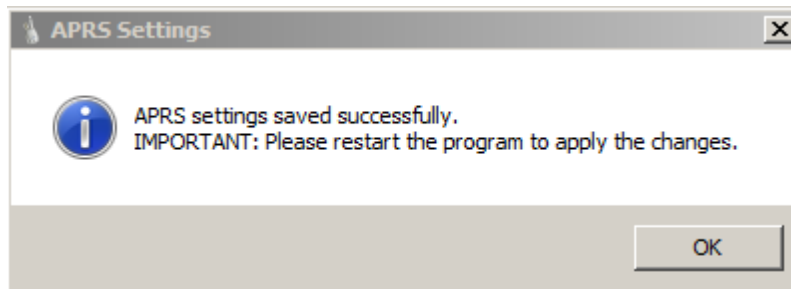 APRS Settings
APRS settings saved successfully.
IMPORTANT: Please restart the program to apply the changes.
OK